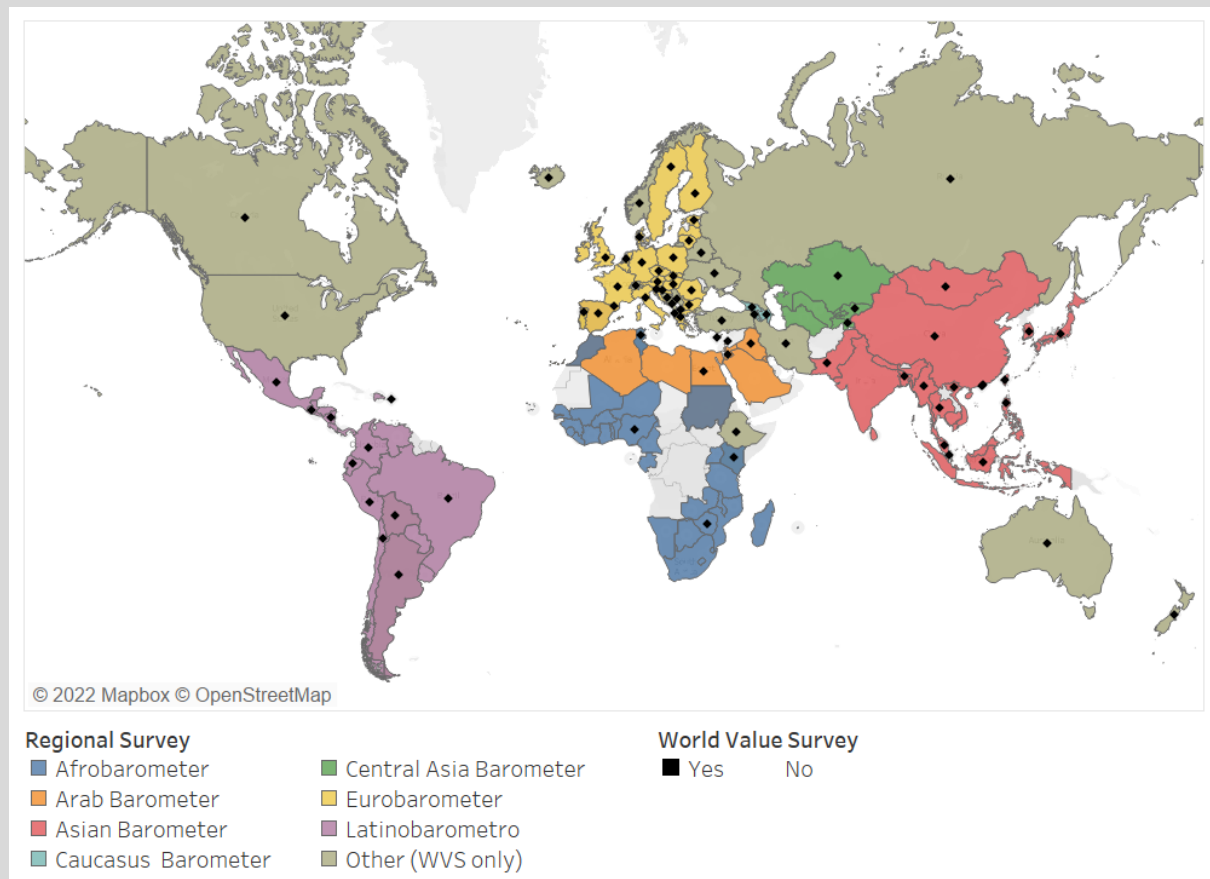 © 2022 Mapbox © OpenStreetMap
Regional Survey
Afrobarometer
Arab Barometer
Asian Barometer
Caucasus Barometer
Central Asia Barometer
Eurobarometer
Latinobarometro
Other (WVS only)
World Value Survey
Yes No